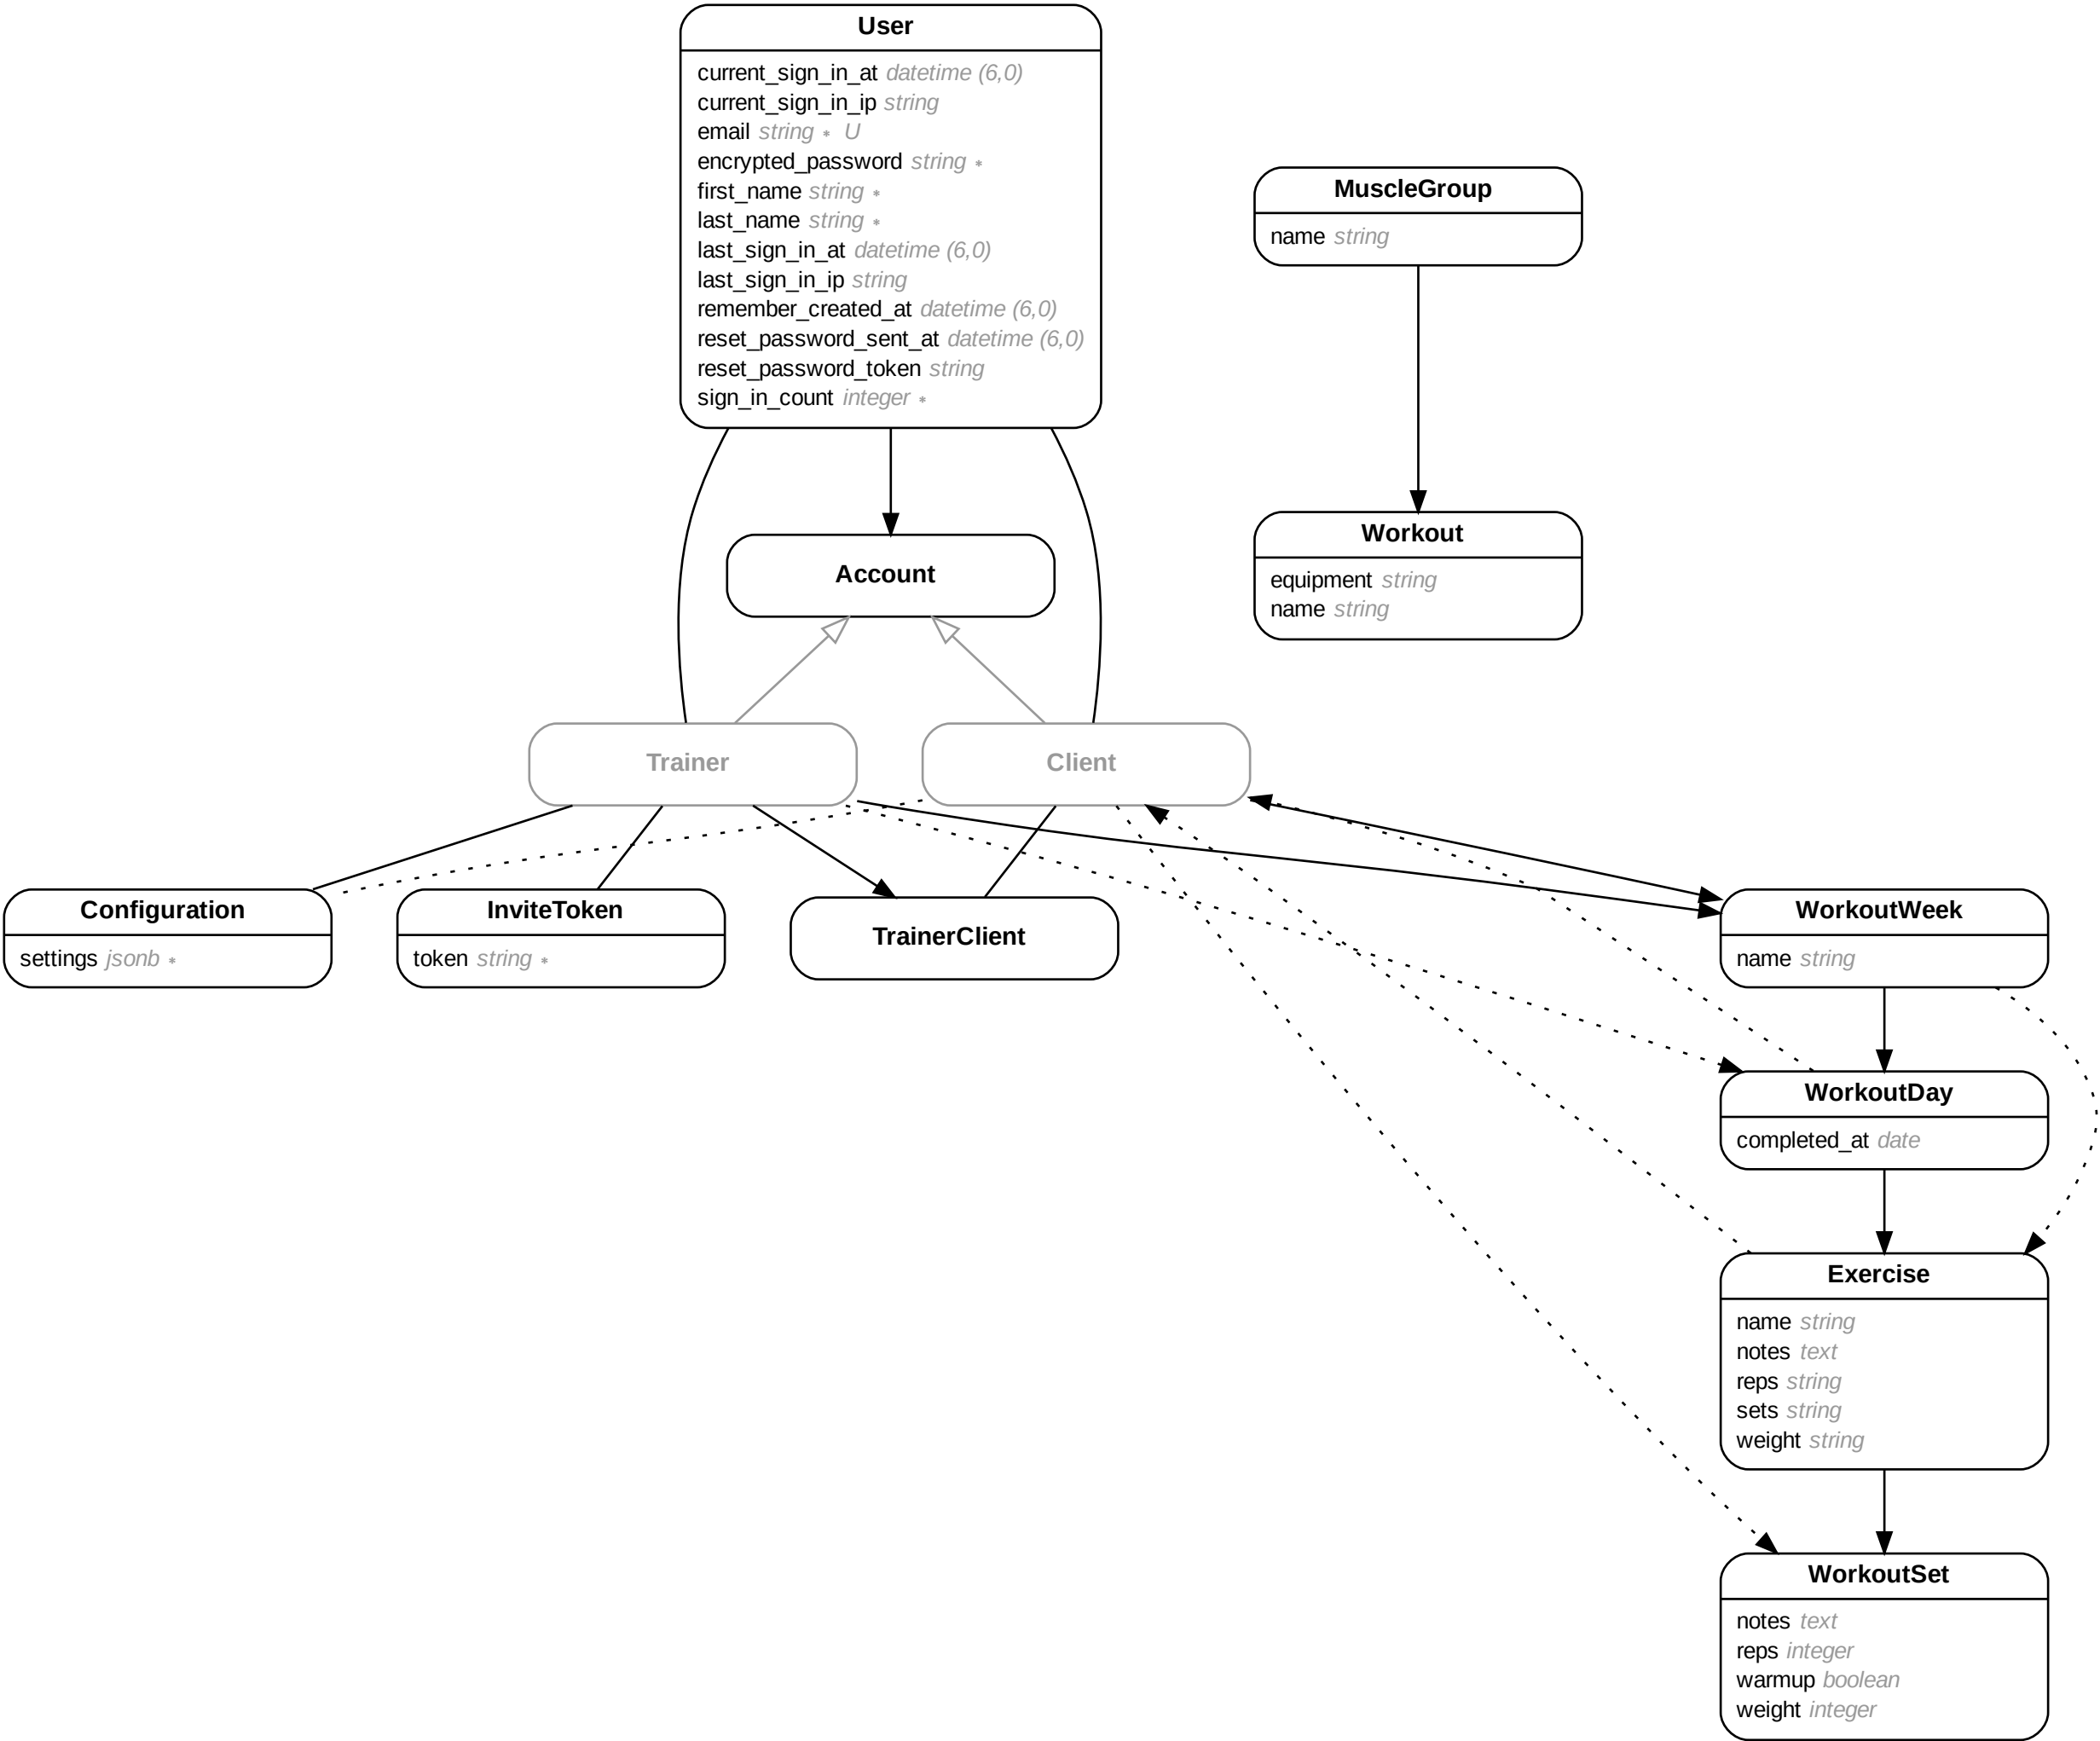 User
current_sign_in_at datetime (6,0)
current_sign_in_ip string
email string * U
encrypted_password string *
first_name string *
last_name string *
last_sign_in_at datetime (6,0)
last_sign_in_ip string
remember_created_at datetime (6,0)
reset_password_sent_at datetime (6,0)
reset_password_token string
sign_in_count integer *
MuscleGroup
name string
Account
Workout
equipment string
name string
Trainer
Client
Configuration
settings jsonb *
InviteToken
token string *
TrainerClient
WorkoutWeek
name string
WorkoutDay
completed_at date
Exercise
name string
notes text
reps string
sets string
weight string
WorkoutSet
notes text
reps integer
warmup boolean
weight integer